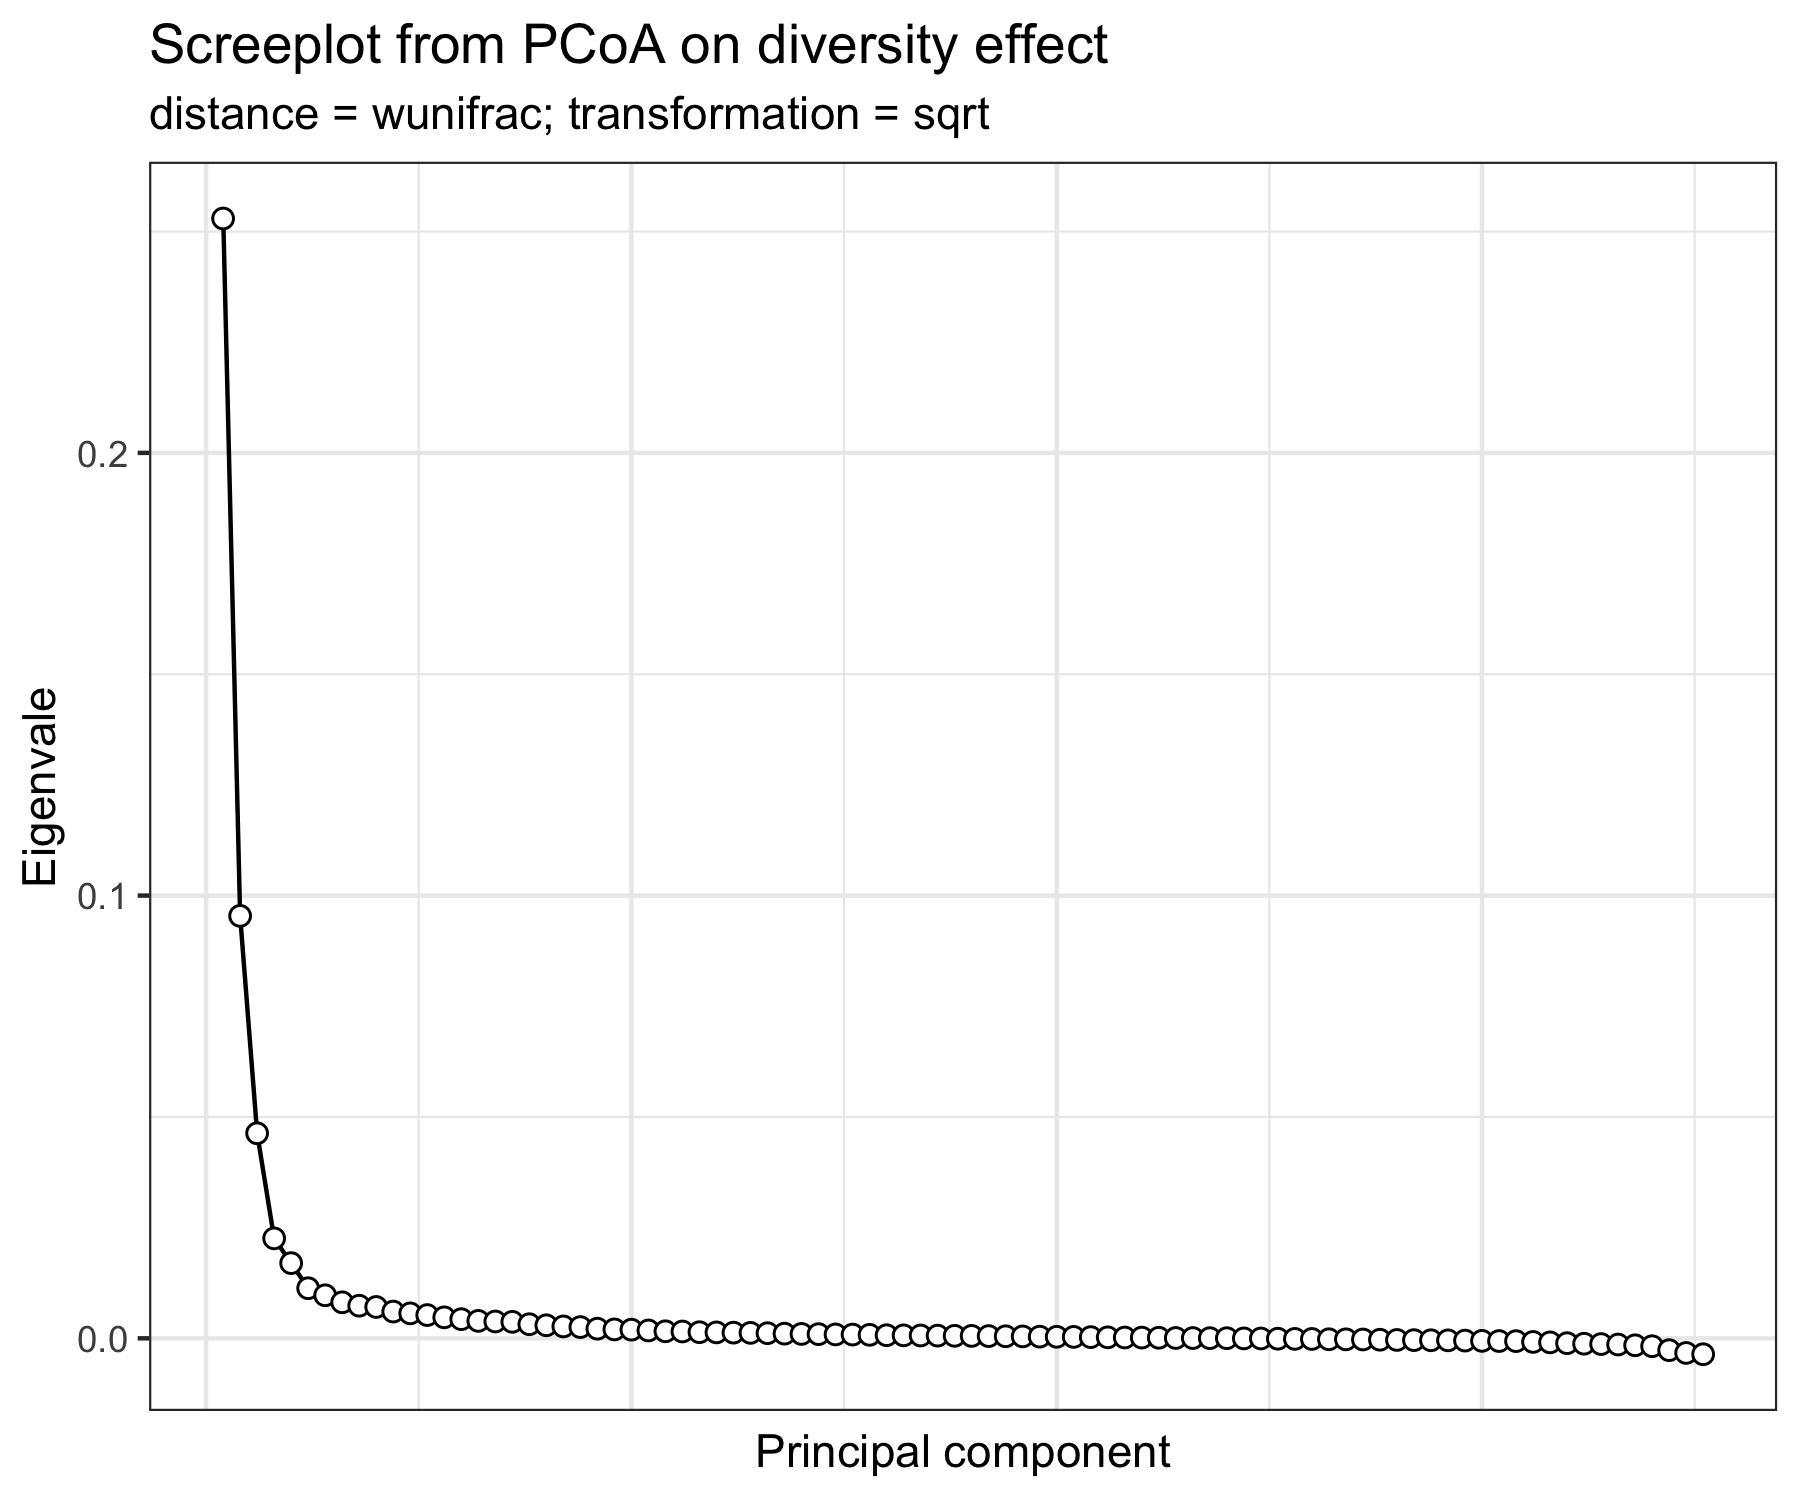 Screeplot from PCoA on diversity effect
distance = wunifrac; transformation = sqrt
Eigenvale
0.2
0.1
0.0
Principal component